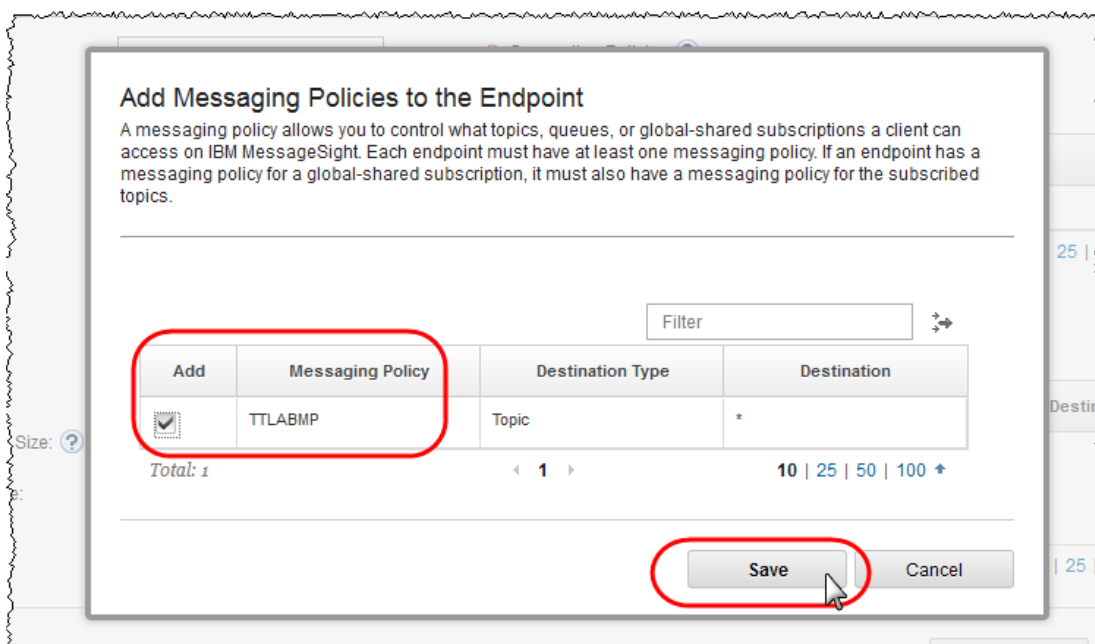 Add Messaging Policies to the Endpoint
A messaging policy allows you to control what topics, queues, or global-shared subscriptions a client can
access on IBM MessageSight. Each endpoint must have at least one messaging policy. If an endpoint has a
messaging policy for a global-shared subscription, it must also have a messaging policy for the subscribed
topics.
25 |
Filter
Add Messaging Policy Destination Type Destination
TTLABMP Topic *
Size: ?
Total: 1 1 10 | 25 | 50 | 100
e:
Save Cancel
| 25 |